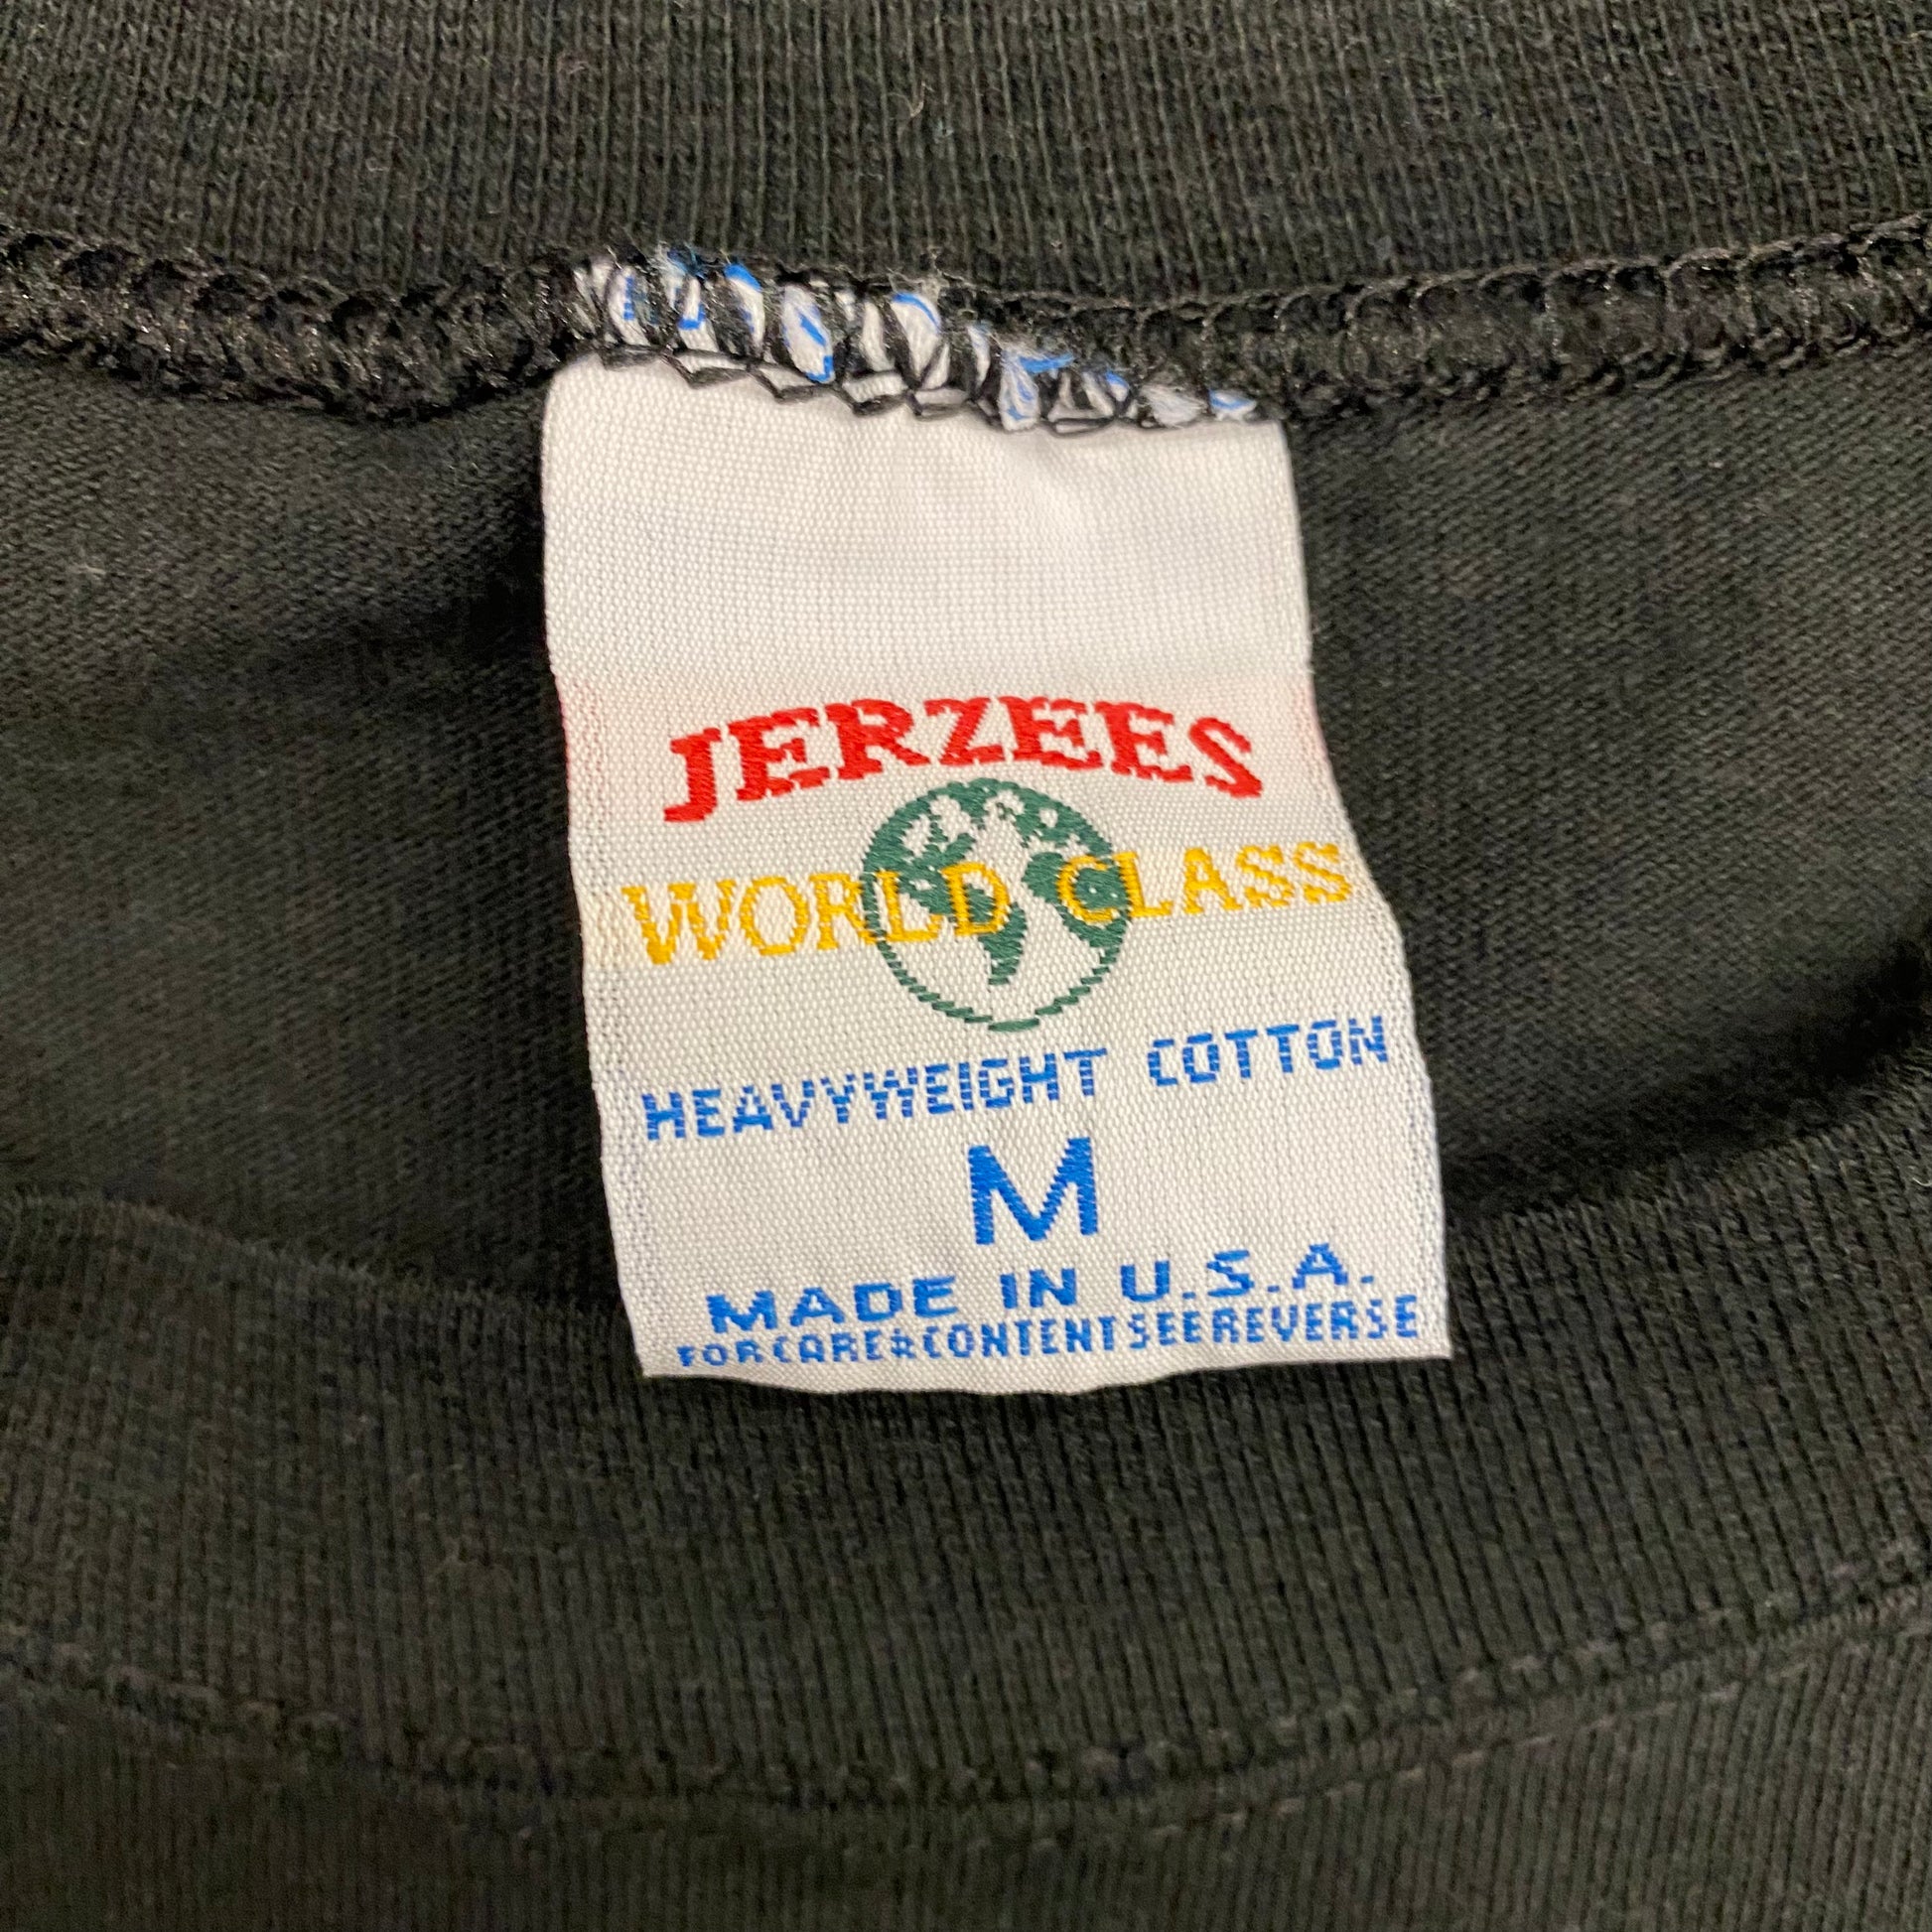 JERZEES
WORLD CLASS
HEAVYWEIGHT COTTON
M
MADE IN U.S.A.
FOR CARE & CONTENT SEE REVERSE